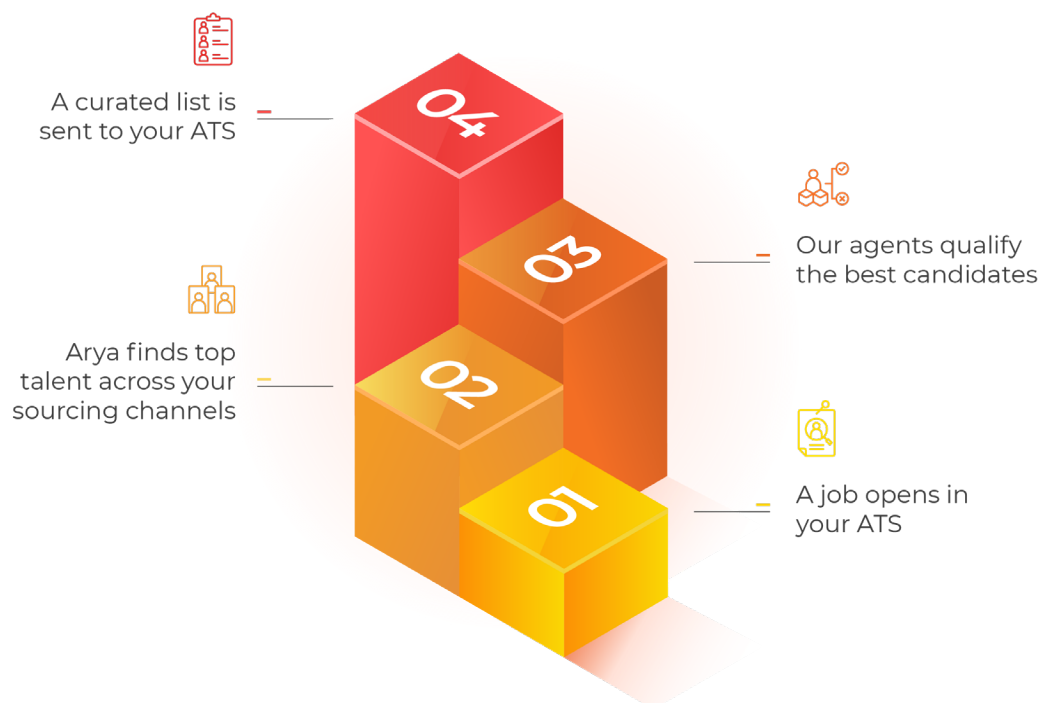 04
A curated list is
sent to your ATS
03
Our agents qualify
the best candidates
02
Arya finds top
talent across your
sourcing channels
01
A job opens in
your ATS